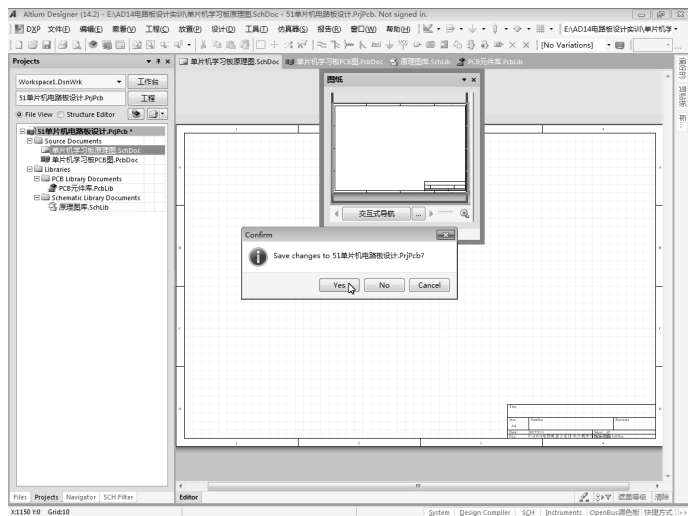 Altium Designer (14.2) - E:\AD14电路板设计实训\单片机学习板原理图.SchDoc - 51单片机电路板设计.PrjPcb. Not signed in.
DXP 文件(F) 编辑(E) 察看(V) 工程(C) 放置(P) 设计(D) 工具(T) 仿真器(S) 报告(R) 窗口(W) 帮助(H) E:\AD14电路板设计实训\单片机学
[No Variations]
Projects
单片机学习板原理图.SchDoc 单片机学习板PCB图.PcbDoc 原理图库.SchLib PCB元件库.PcbLib
Workspace1.DsnWrk 工作台
51单片机电路板设计.PrjPcb 工程
File View Structure Editor
51单片机电路板设计.PrjPcb *
Source Documents
单片机学习板原理图.SchDoc
单片机学习板PCB图.PcbDoc
Libraries
PCB Library Documents
PCB元件库.PcbLib
Schematic Library Documents
原理图库.SchLib
图纸
交互式导航 ...
Confirm
Save changes to 51单片机电路板设计.PrjPcb?
Yes No Cancel
Title
Size Number Revision
A4
Date: Sheet of
File:
Files Projects Navigator SCH Filter
Editor
遮盖等级 清除
X:1150 Y:0 Grid:10
System Design Compiler SCH Instruments OpenBus调色板 快捷方式 >>